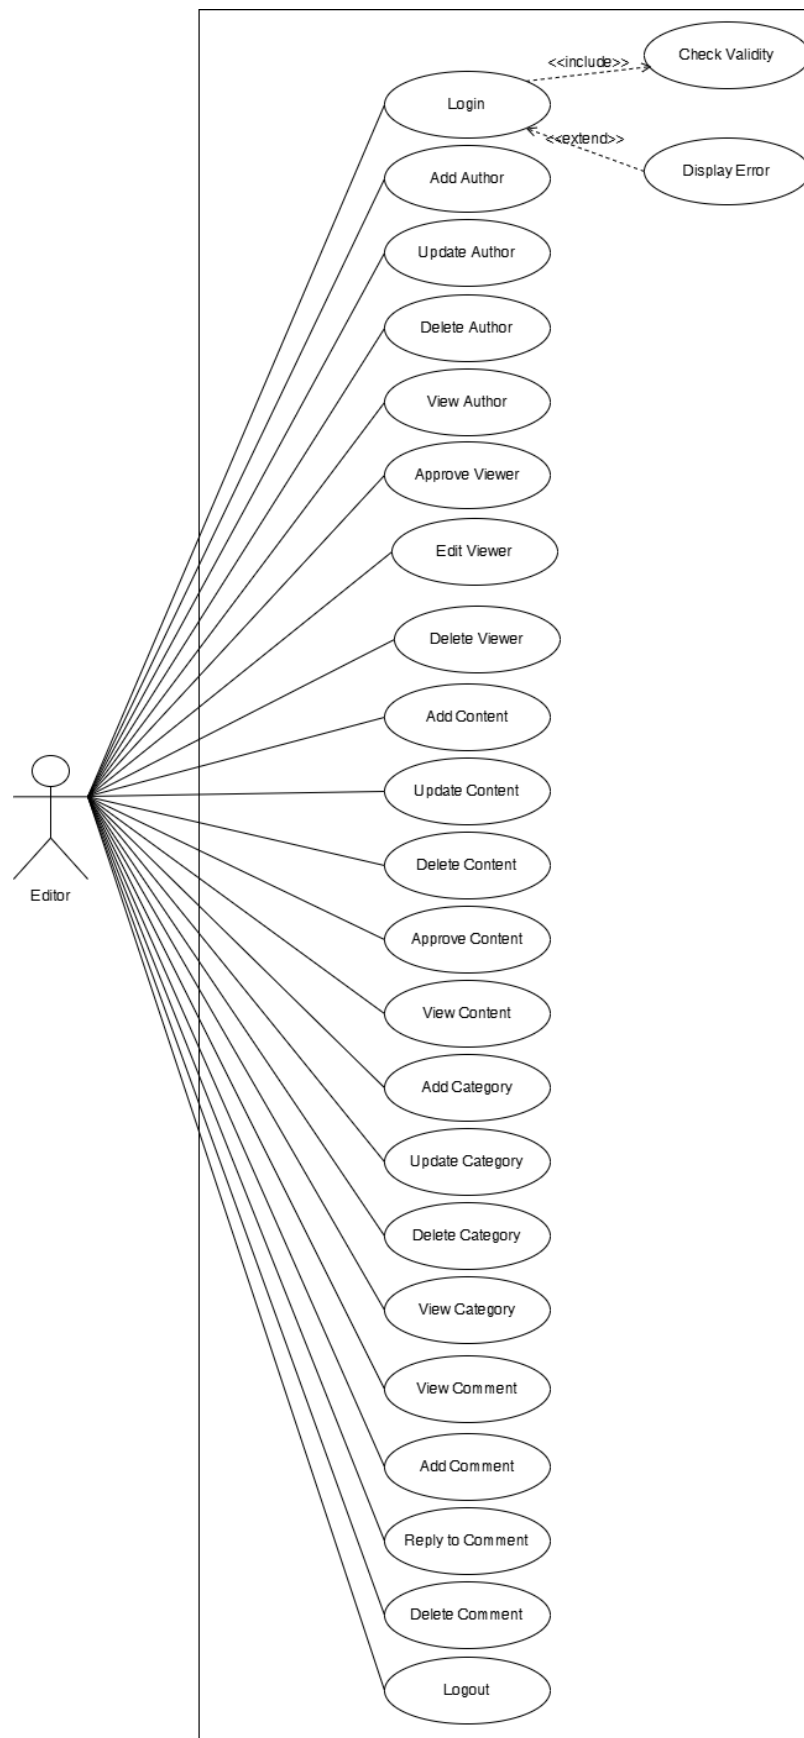 <<include>>
Check Validity
Login
<<extend>>
Display Error
Add Author
Update Author
Delete Author
View Author
Approve Viewer
Edit Viewer
Delete Viewer
Add Content
Update Content
Delete Content
Editor
Approve Content
View Content
Add Category
Update Category
Delete Category
View Category
View Comment
Add Comment
Reply to Comment
Delete Comment
Logout